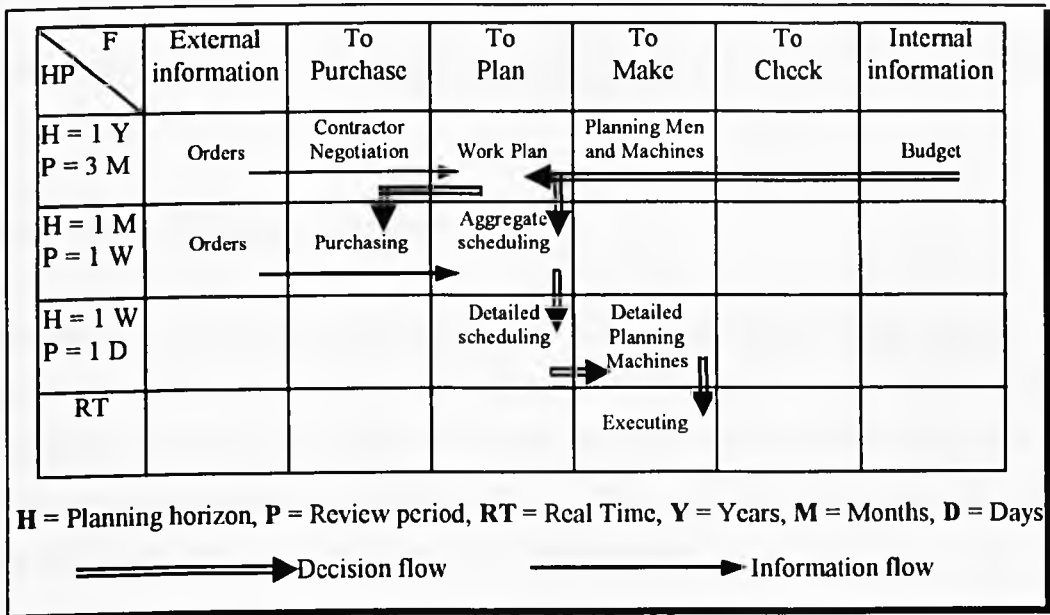 F
HP
External information
To Purchase
To Plan
To Make
To Check
Internal information
H = 1 Y
P = 3 M
Orders
Contractor
Negotiation
Work Plan
Planning Men
and Machines
Budget
H = 1 M
P = 1 W
Orders
Purchasing
Aggregate
scheduling
H = 1 W
P = 1 D
Detailed
scheduling
Detailed
Planning
Machines
RT
Executing
H = Planning horizon, P = Review period, RT = Real Time, Y = Years, M = Months, D = Days
Decision flow
Information flow